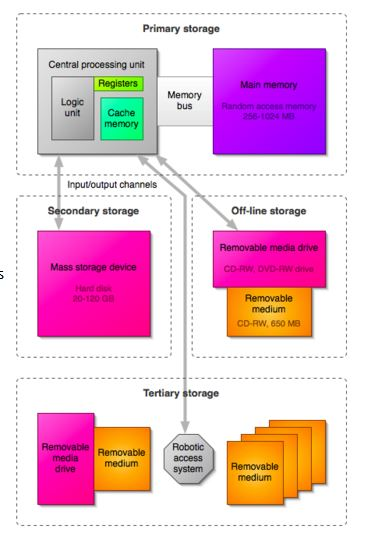 Primary storage
Central processing unit
Registers
Logic
unit
Cache
memory
Memory
bus
Main memory
Random access memory
256-1024 MB
Input/output channels
Secondary storage
Mass storage device
Hard disk
20-120 GB
Off-line storage
Removable media drive
CD-RW, DVD-RW drive
Removable
medium
CD-RW, 650 MB
s
Tertiary storage
Removable
media
drive
Removable
medium
Robotic
access
system
Removable
medium